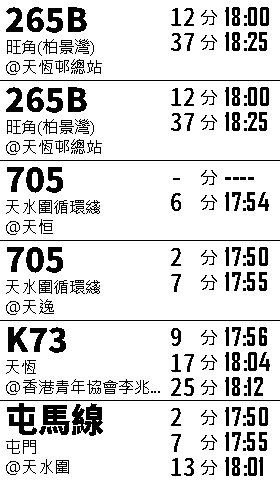 265B 12 分 18:00
旺角(柏景灣) 37 分 18:25
@天恆邨總站
265B 12 分 18:00
旺角(柏景灣) 37 分 18:25
@天恆邨總站
705 - 分 ----
天水圍循環綫 6 分 17:54
@天恒
705 2 分 17:50
天水圍循環綫 7 分 17:55
@天逸
K73 9 分 17:56
天恆 17 分 18:04
@香港青年協會李兆... 25 分 18:12
屯馬線 2 分 17:50
屯門 7 分 17:55
@天水圍 13 分 18:01